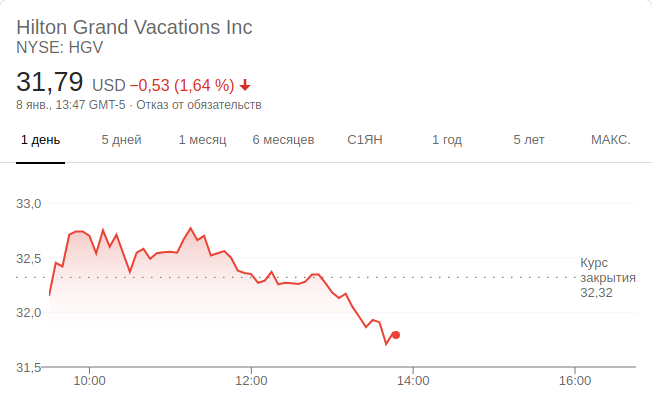 Hilton Grand Vacations Inc
NYSE: HGV
31,79 USD −0,53 (1,64 %)
8 янв., 13:47 GMT-5 · Отказ от обязательств
1 день 5 дней 1 месяц 6 месяцев С1ЯН 1 год 5 лет МАКС.
33,0
32,5
Курс
закрытия
32,32
32,0
31,5
10:00 12:00 14:00 16:00